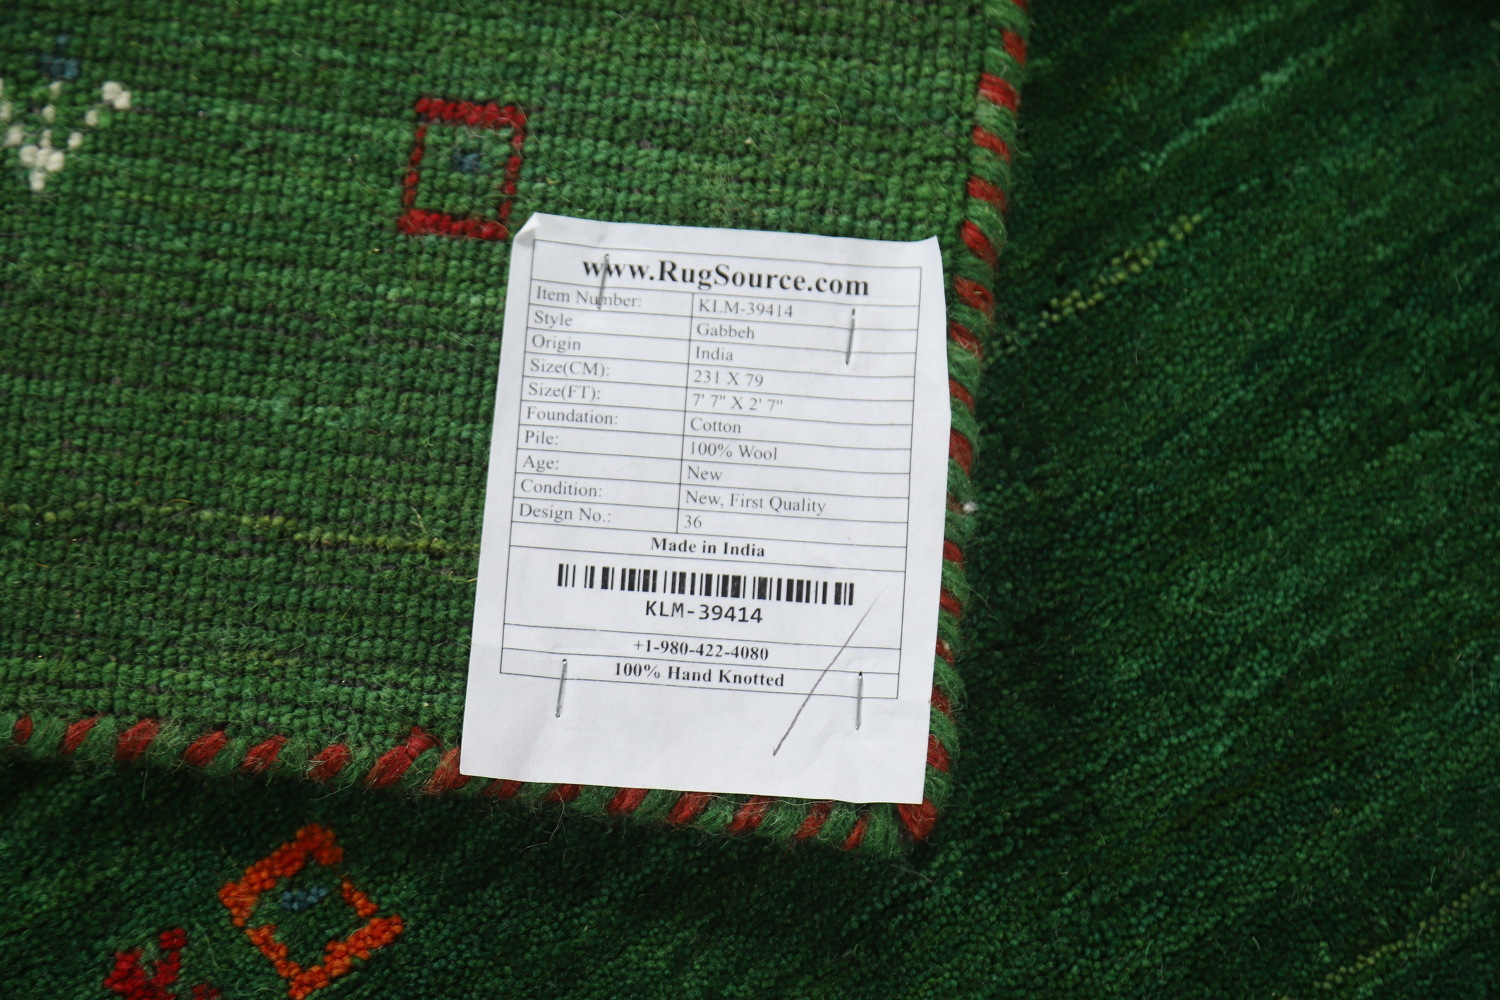 www.RugSource.com
Item Number: KLM-39414
Style Gabbeh
Origin India
Size(CM): 231 X 79
Size(FT): 7' 7" X 2' 7"
Foundation: Cotton
Pile: 100% Wool
Age: New
Condition: New, First Quality
Design No.: 36
Made in India
KLM-39414
+1-980-422-4080
100% Hand Knotted